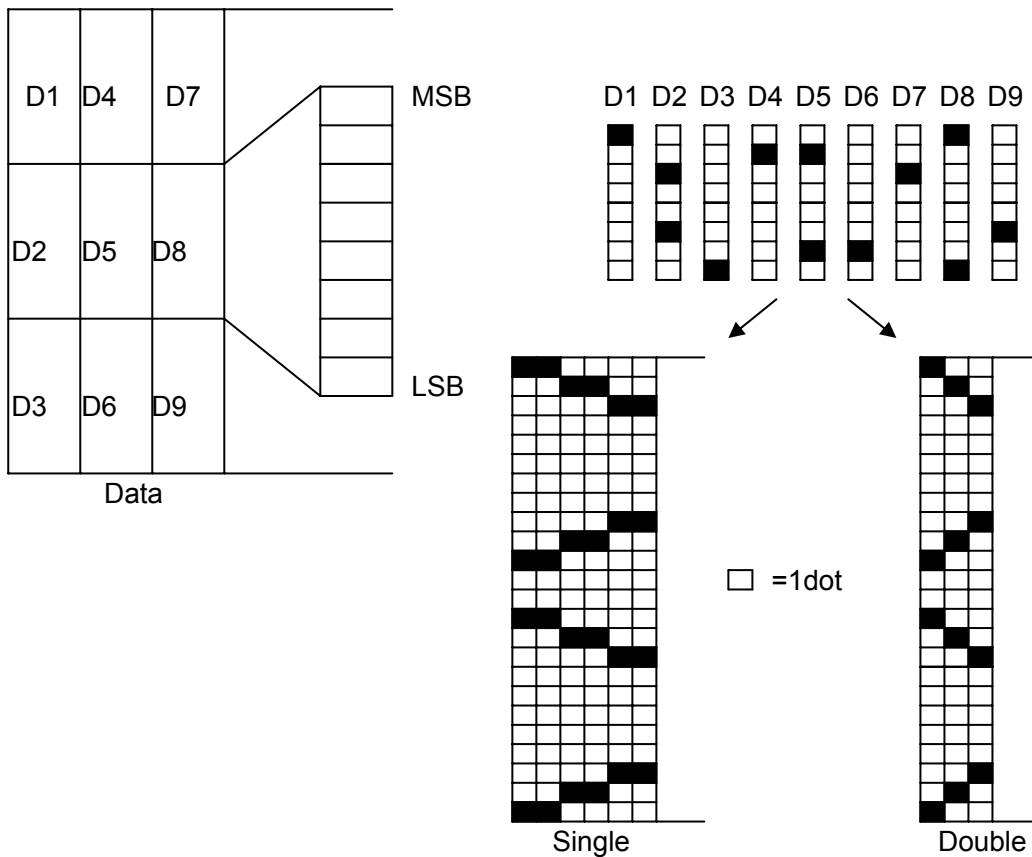 D1 D4 D7
D2 D5 D8
D3 D6 D9
Data
MSB
LSB
D1 D2 D3 D4 D5 D6 D7 D8 D9
=1dot
Single
Double